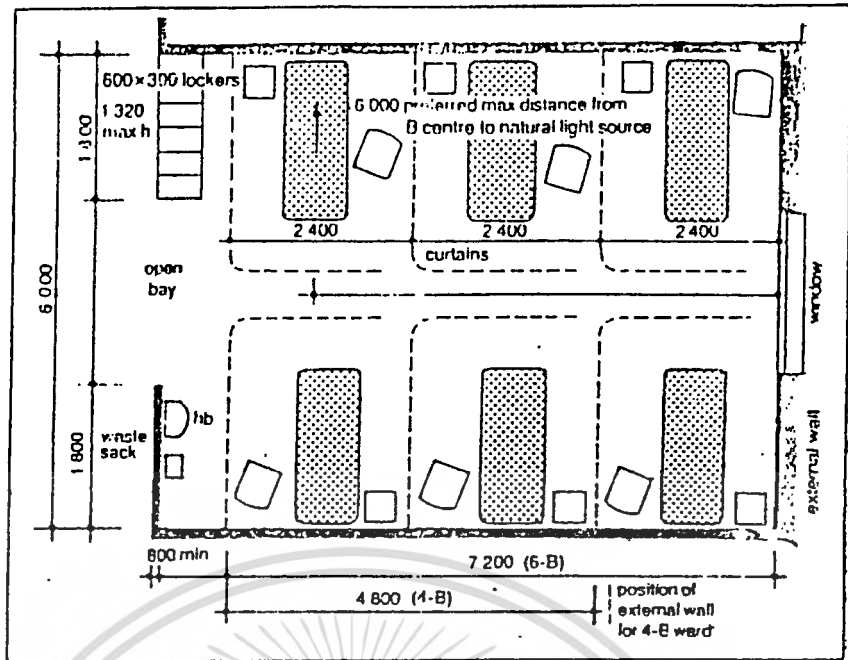 600×300 lockers
1 320
max h
6 000 preferred max distance from
B centre to natural light source
1 800
2 400
2 400
2 400
curtains
open
bay
6 000
window
hb
waste
sack
1 800
external wall
800 min
7 200 (6-B)
4 800 (4-B)
position of
external wall
for 4-B ward